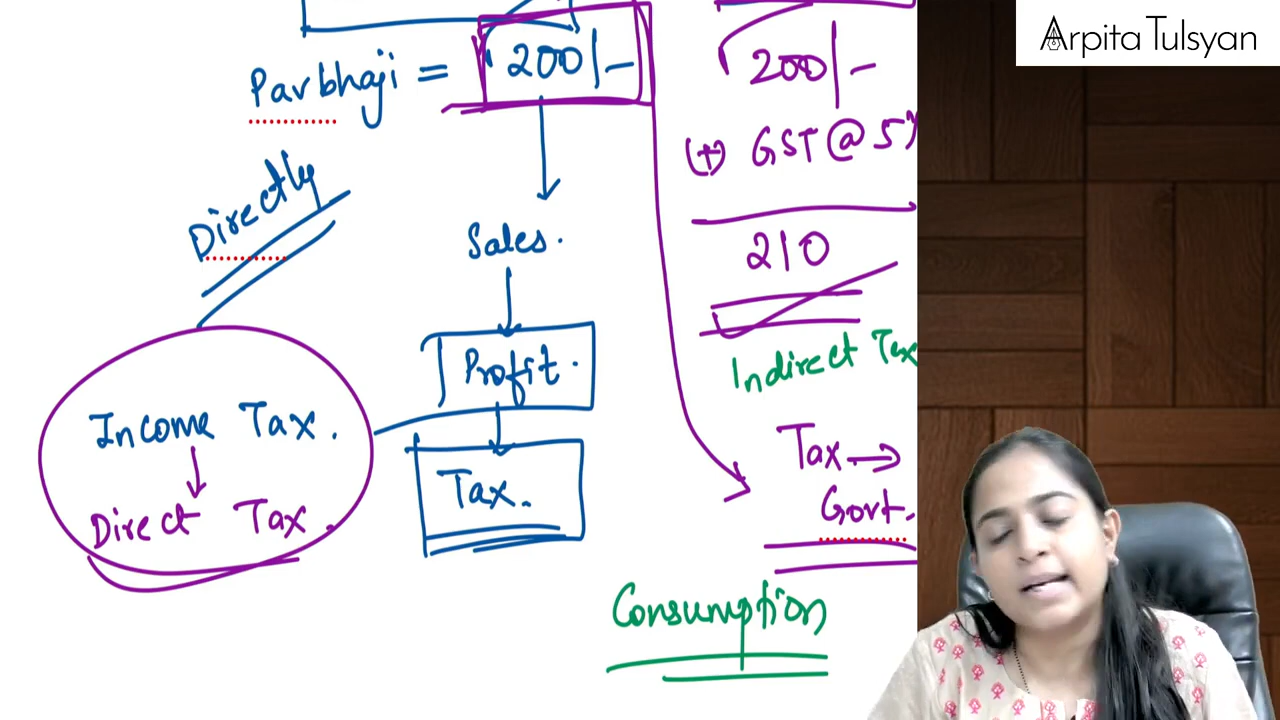 Arpita Tulsyan
Pavbhaji = 200/-
Directly
Sales.
Profit.
Tax.
Income Tax.
Direct Tax.
200/-
(+) GST @ 5%
210
Indirect Tax
Tax →
Govt.
Consumption